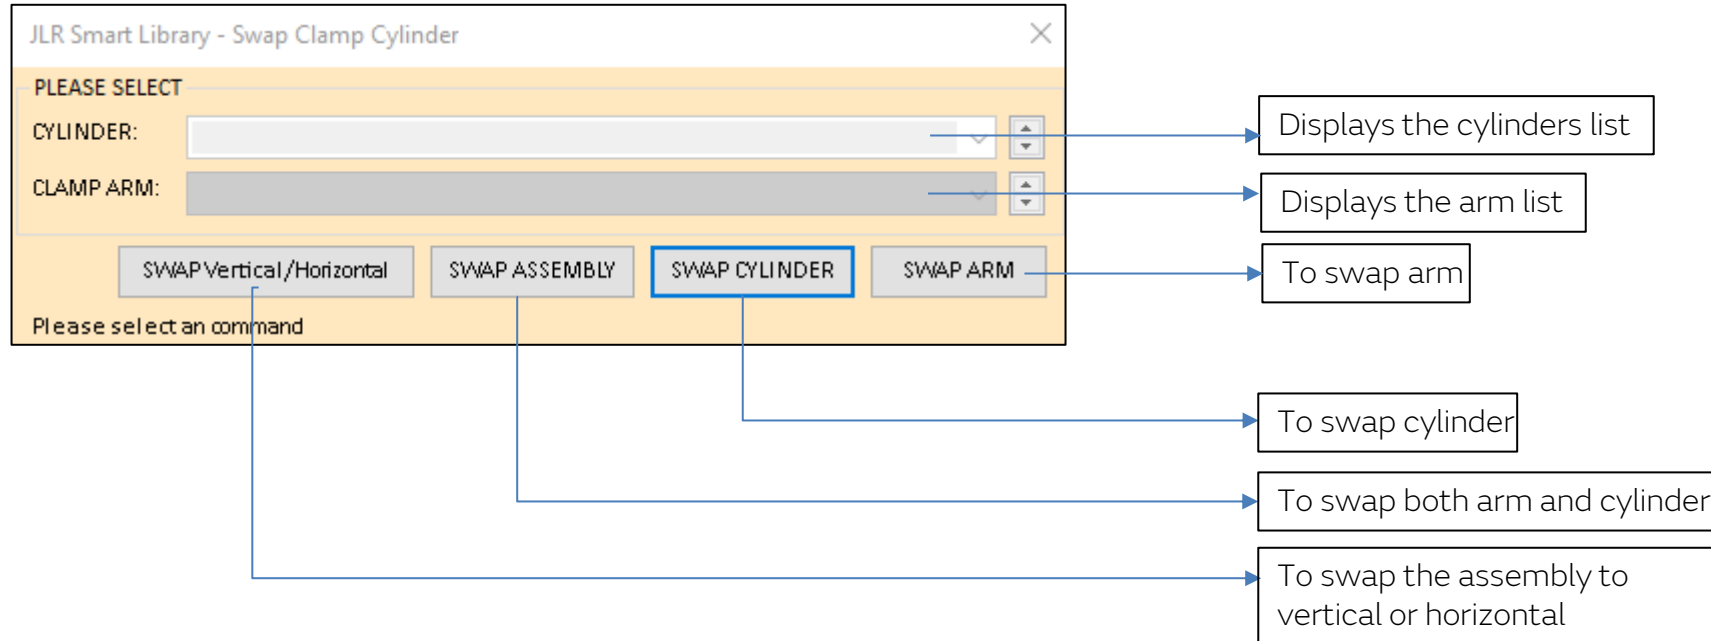 JLR Smart Library - Swap Clamp Cylinder
PLEASE SELECT
CYLINDER:
CLAMP ARM:
SWAP Vertical /Horizontal
SWAP ASSEMBLY
SWAP CYLINDER
SWAP ARM
Please select an command
Displays the cylinders list
Displays the arm list
To swap arm
To swap cylinder
To swap both arm and cylinder
To swap the assembly to
vertical or horizontal